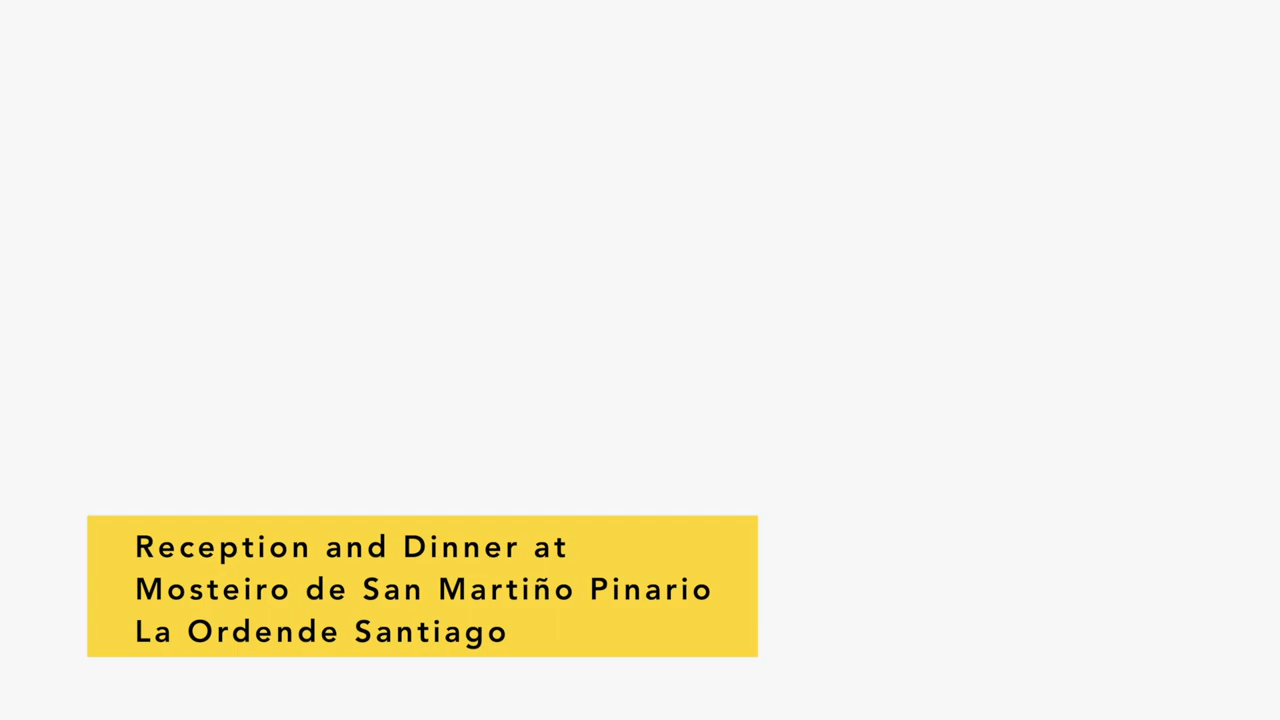 Reception and Dinner at
Mosteiro de San Martiño Pinario
La Ordende Santiago